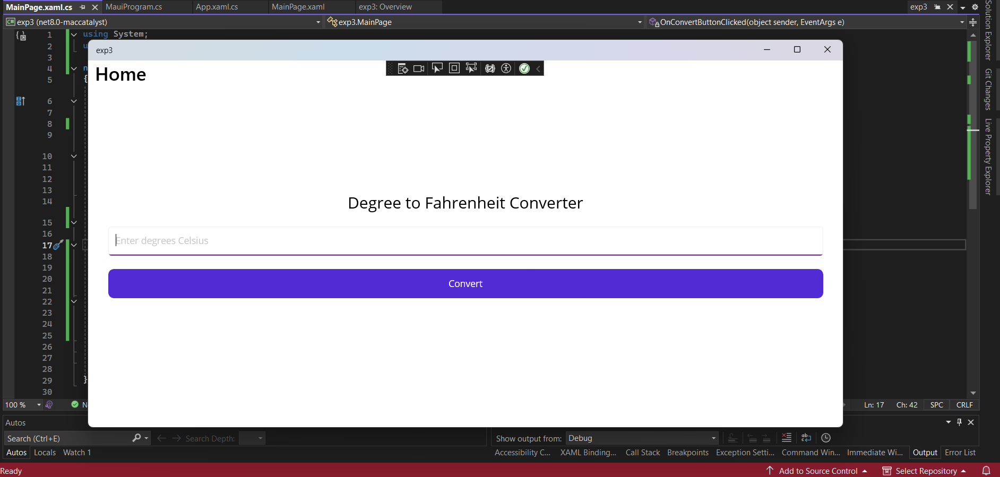 MainPage.xaml.cs MauiProgram.cs App.xaml.cs MainPage.xaml exp3: Overview exp3
C# exp3 (net8.0-maccatalyst) exp3.MainPage OnConvertButtonClicked(object sender, EventArgs e)
1 using System;
2 u
3
4 n
5 {
6
7
8
9
10
11
12
13
14
15
16
17
18
19
20
21
22
23
24
25
26
27
28
29 }
30
exp3
Home
Degree to Fahrenheit Converter
Enter degrees Celsius
Convert
Solution Explorer
Git Changes
Live Property Explorer
100 % N Ln: 17 Ch: 42 SPC CRLF
Autos
Search (Ctrl+E) Search Depth:
Autos Locals Watch 1
Show output from: Debug
Accessibility C... XAML Binding... Call Stack Breakpoints Exception Setti... Command Win... Immediate Wi... Output Error List
Ready Add to Source Control Select Repository